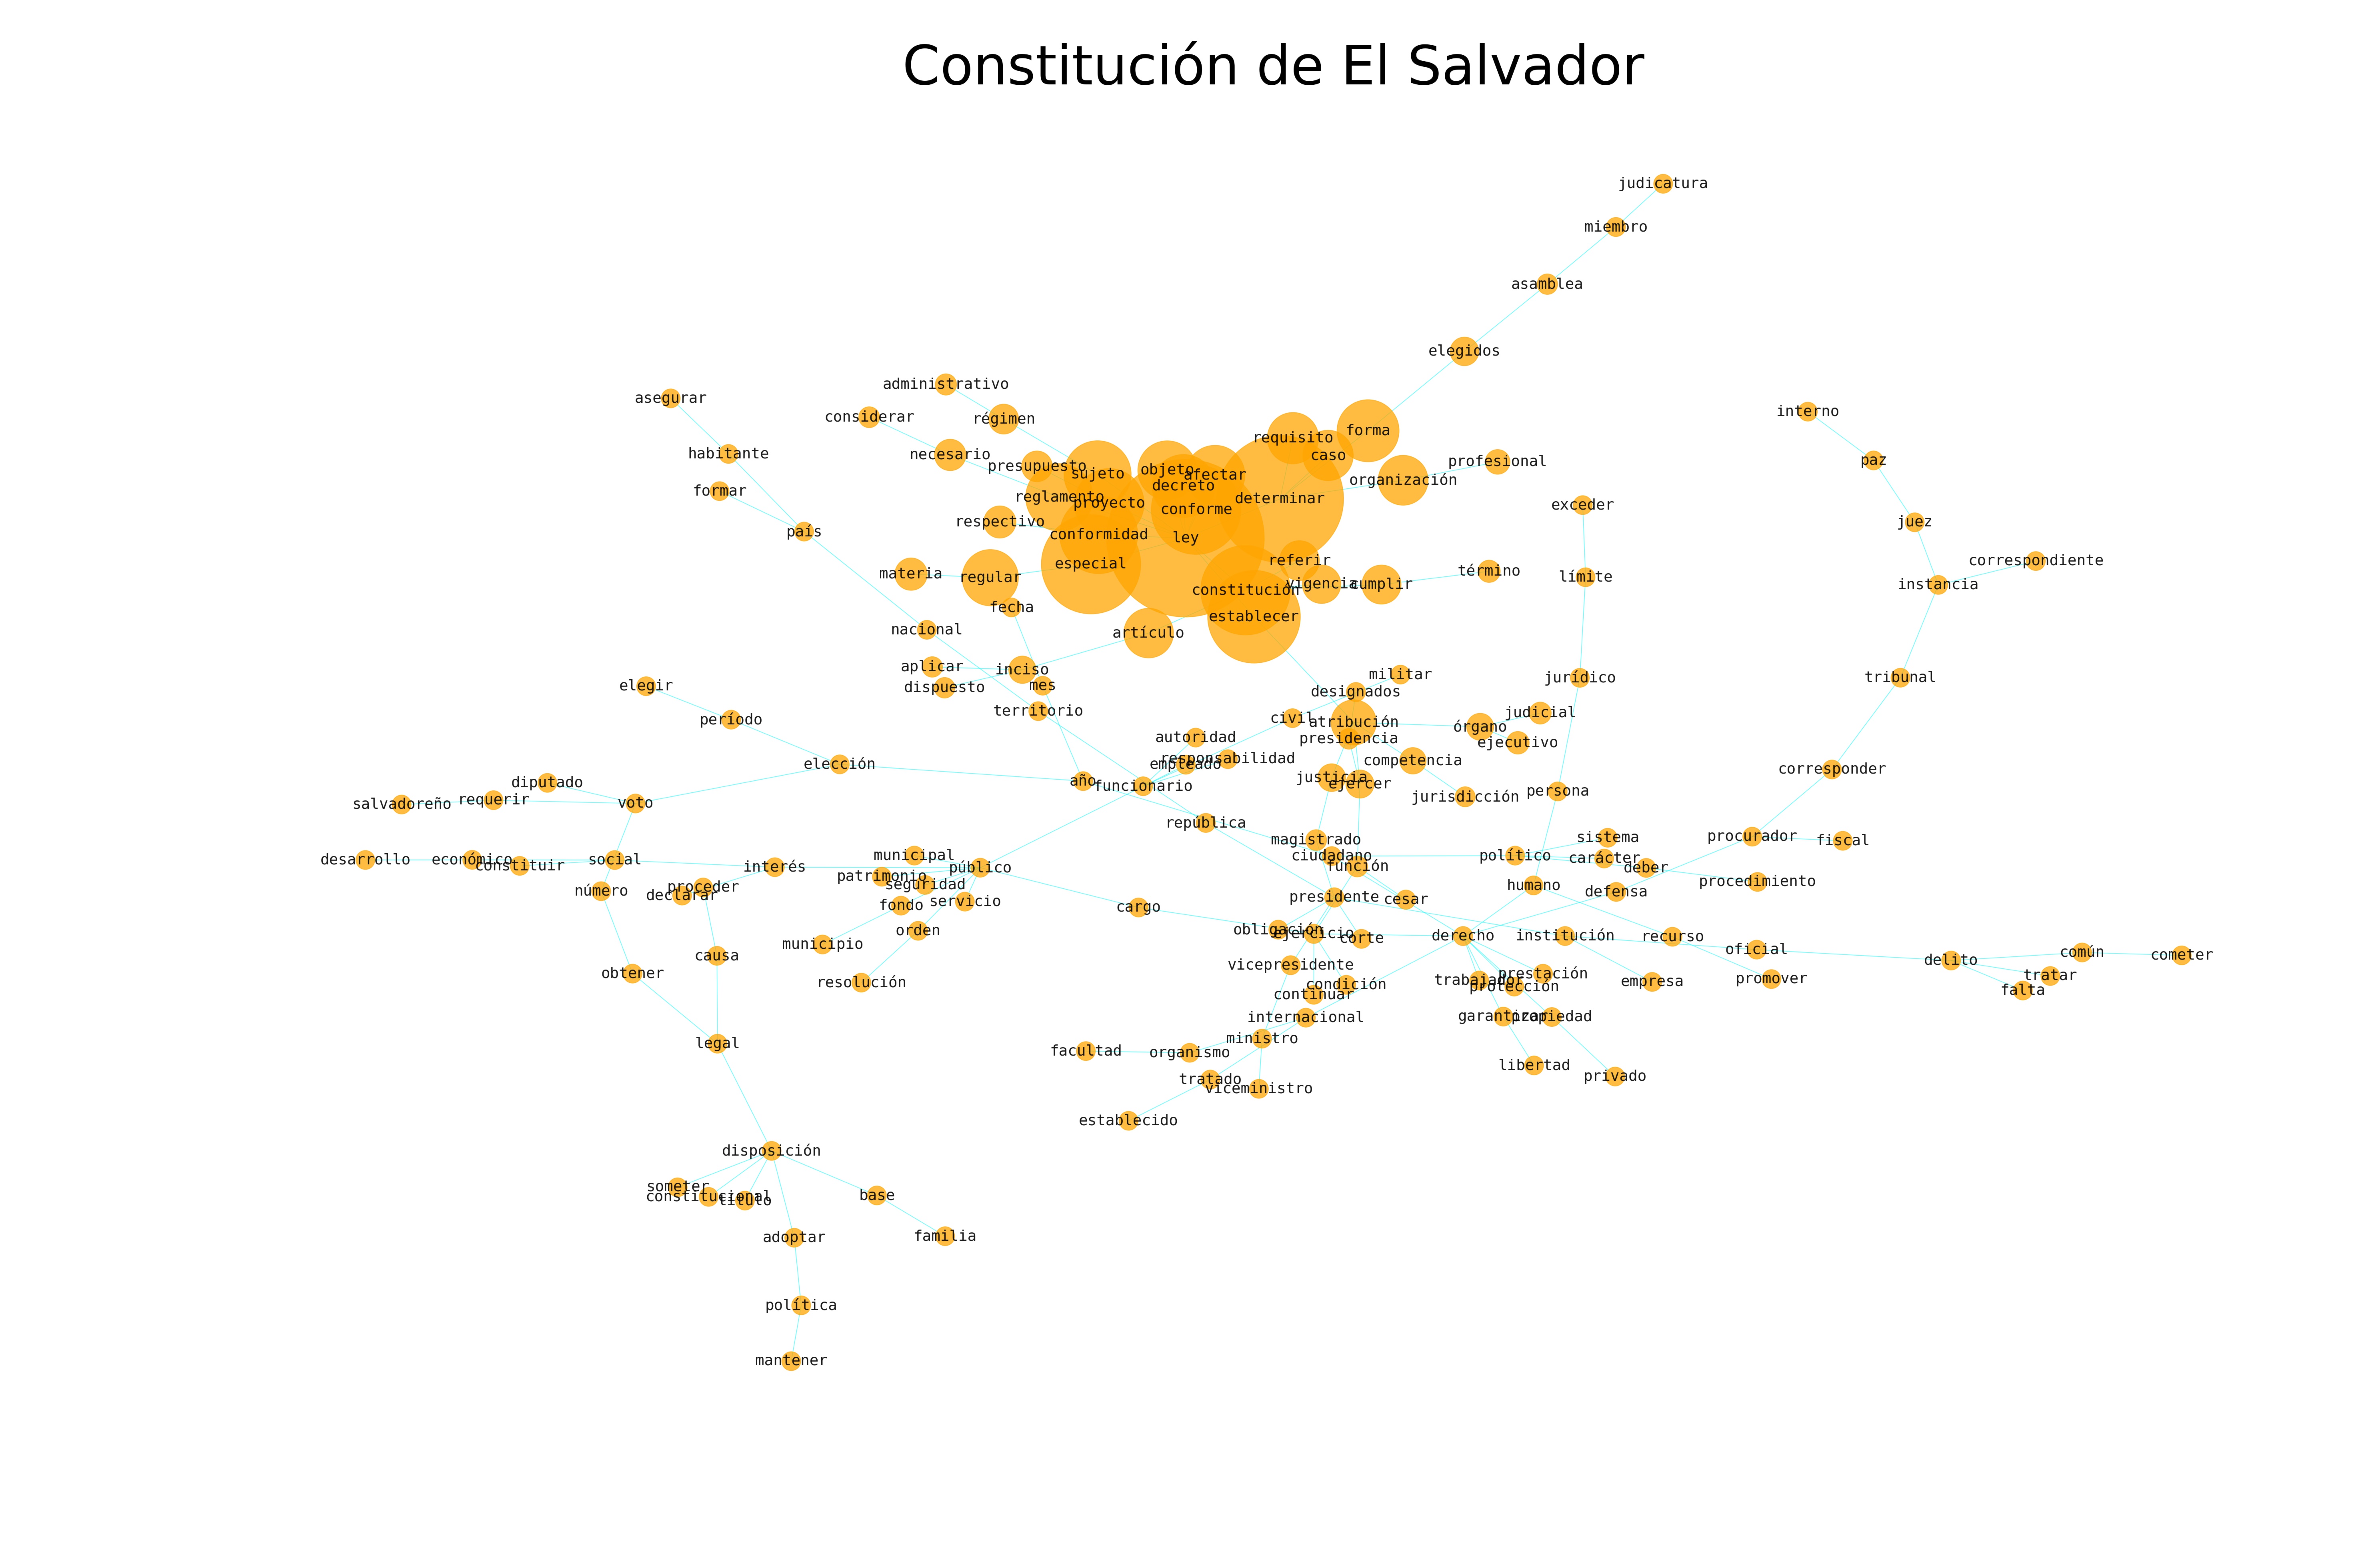 Constitución de El Salvador
judicatura
miembro
asamblea
elegidos
administrativo
asegurar
considerar
régimen
interno
forma
requisito
habitante
necesario
caso
paz
profesional
presupuesto
objeto
sujeto
afectar
organización
decreto
formar
reglamento
determinar
proyecto
exceder
conforme
respectivo
juez
país
conformidad
ley
referir
correspondiente
especial
término
materia
regular
límite
vigencia
cumplir
instancia
constitución
fecha
establecer
nacional
artículo
aplicar
inciso
militar
jurídico
tribunal
elegir
dispuesto
mes
designados
territorio
judicial
período
civil
atribución
órgano
autoridad
presidencia
ejecutivo
responsabilidad
competencia
elección
empleado
corresponder
justicia
diputado
año
funcionario
ejercer
persona
jurisdicción
salvadoreño
requerir
voto
república
magistrado
sistema
procurador
fiscal
municipal
ciudadano
político
carácter
desarrollo
económico
constituir
social
interés
público
función
deber
patrimonio
procedimiento
seguridad
proceder
humano
número
declarar
defensa
presidente
cesar
fondo
servicio
cargo
orden
obligación
ejercicio
corte
derecho
institución
recurso
municipio
oficial
común
cometer
causa
delito
vicepresidente
obtener
prestación
tratar
resolución
condición
trabajador
protección
empresa
promover
continuar
falta
internacional
garantizar
propiedad
legal
ministro
facultad
organismo
libertad
tratado
privado
viceministro
establecido
disposición
someter
constitucional
título
base
adoptar
familia
política
mantener